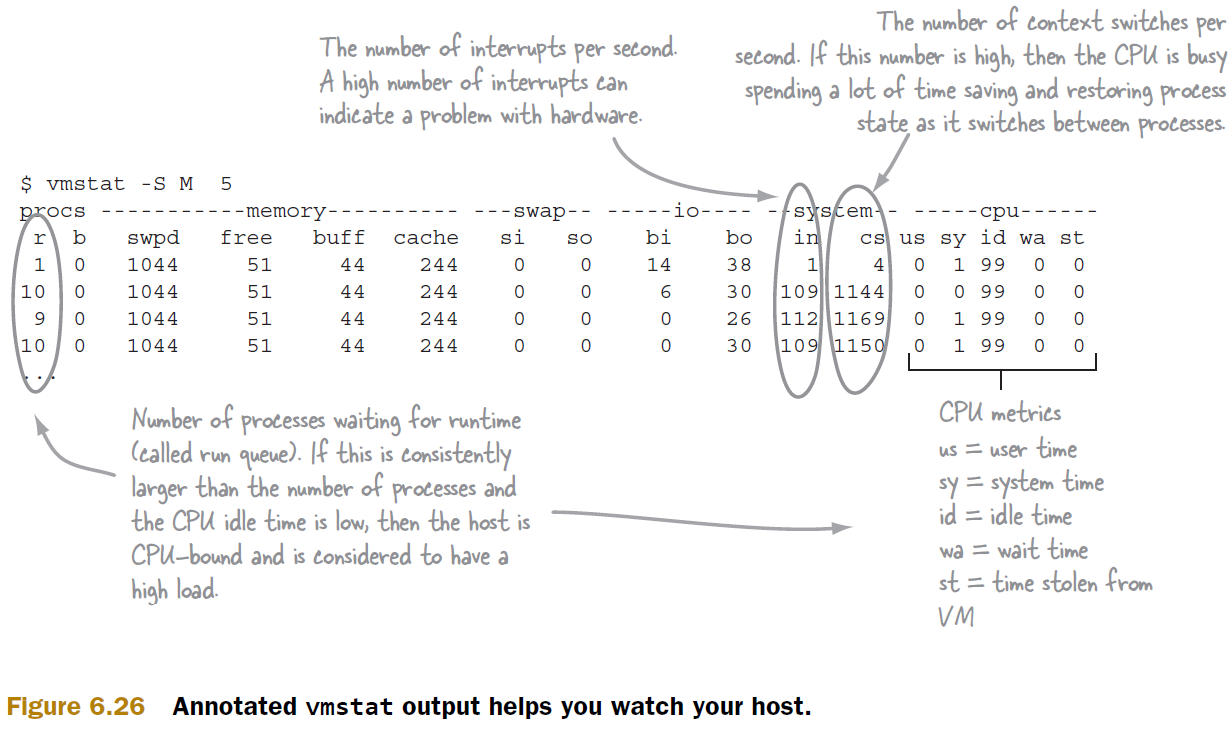 The number of interrupts per second.
A high number of interrupts can
indicate a problem with hardware.
The number of context switches per
second. If this number is high, then the CPU is busy
spending a lot of time saving and restoring process
state as it switches between processes.
$ vmstat -S M  5
procs -----------memory---------- ---swap-- -----io---- --system-- -----cpu------
r b swpd free buff cache si so bi bo in cs us sy id wa st
1 0 1044 51 44 244 0 0 14 38 1 4 0 1 99 0 0
10 0 1044 51 44 244 0 0 6 30 109 1144 0 0 99 0 0
9 0 1044 51 44 244 0 0 0 26 112 1169 0 1 99 0 0
10 0 1044 51 44 244 0 0 0 30 109 1150 0 1 99 0 0
...
Number of processes waiting for runtime
(called run queue). If this is consistently
larger than the number of processes and
the CPU idle time is low, then the host is
CPU-bound and is considered to have a
high load.
CPU metrics
us = user time
sy = system time
id = idle time
wa = wait time
st = time stolen from
VM
Figure 6.26 Annotated vmstat output helps you watch your host.